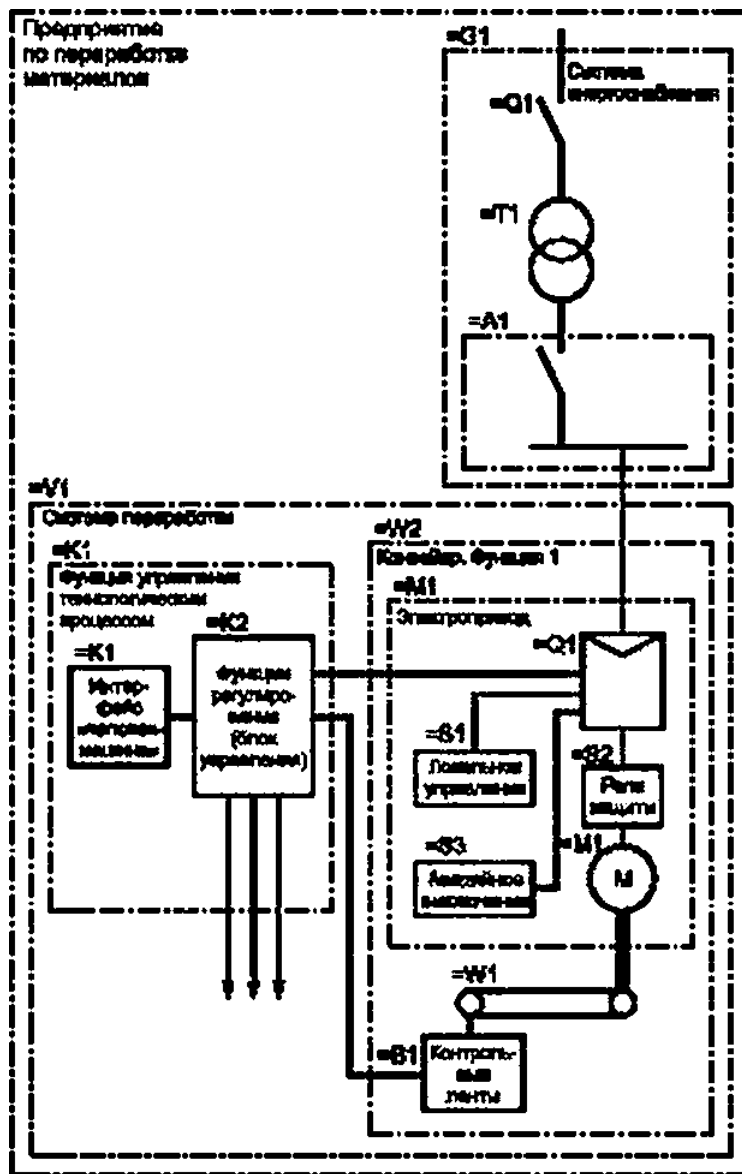 Предприятие
по переработке
материалов
=G1
Система
энергоснабжения
=Q1
=T1
=A1
=V1
Система переработки
=K1
Функция управления
технологическим
процессом
=K2
Функция
регулиро-
вания
(блок
управления)
=K1
Интер-
фейс
=W2
Конвейер. Функция 1
=M1
Электропривод
=Q1
=S1
Локальное
управление
=S2
Реле
защиты
=S3
Аварийное
выключение
=M1
M
=W1
=B1
Контроль-
ленты